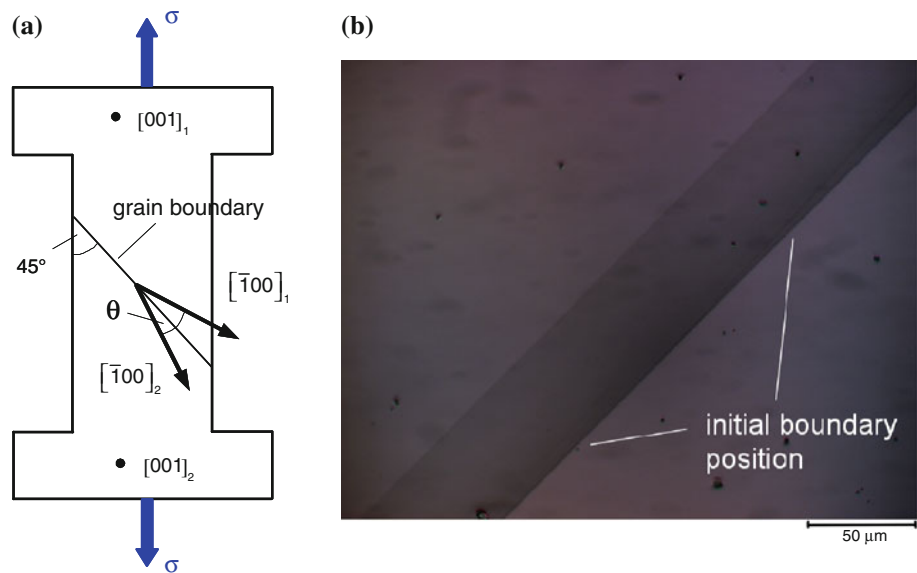 (a)
σ
[001]₁
grain boundary
45°
θ
[1̄00]₁
[1̄00]₂
[001]₂
σ
(b)
initial boundary
position
50 μm